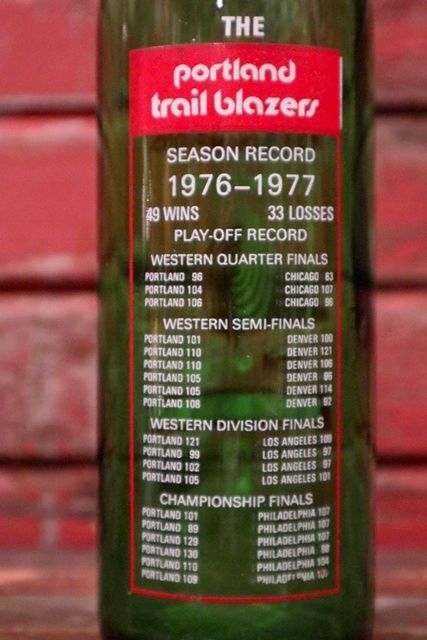 THE
portland
trail blazers
SEASON RECORD
1976-1977
49 WINS 33 LOSSES
PLAY-OFF RECORD
WESTERN QUARTER FINALS
PORTLAND 96 CHICAGO 83
PORTLAND 104 CHICAGO 107
PORTLAND 106 CHICAGO 98
WESTERN SEMI-FINALS
PORTLAND 101 DENVER 100
PORTLAND 110 DENVER 121
PORTLAND 110 DENVER 106
PORTLAND 105 DENVER
PORTLAND 105 DENVER 114
PORTLAND 108 DENVER 92
WESTERN DIVISION FINALS
PORTLAND 121 LOS ANGELES 109
PORTLAND 99 LOS ANGELES 97
PORTLAND 102 LOS ANGELES 97
PORTLAND 105 LOS ANGELES 101
CHAMPIONSHIP FINALS
PORTLAND 101 PHILADELPHIA 107
PORTLAND 89 PHILADELPHIA 107
PORTLAND 129 PHILADELPHIA 107
PORTLAND 130 PHILADELPHIA 98
PORTLAND 110 PHILADELPHIA 104
PORTLAND 109 PHILADELPHIA